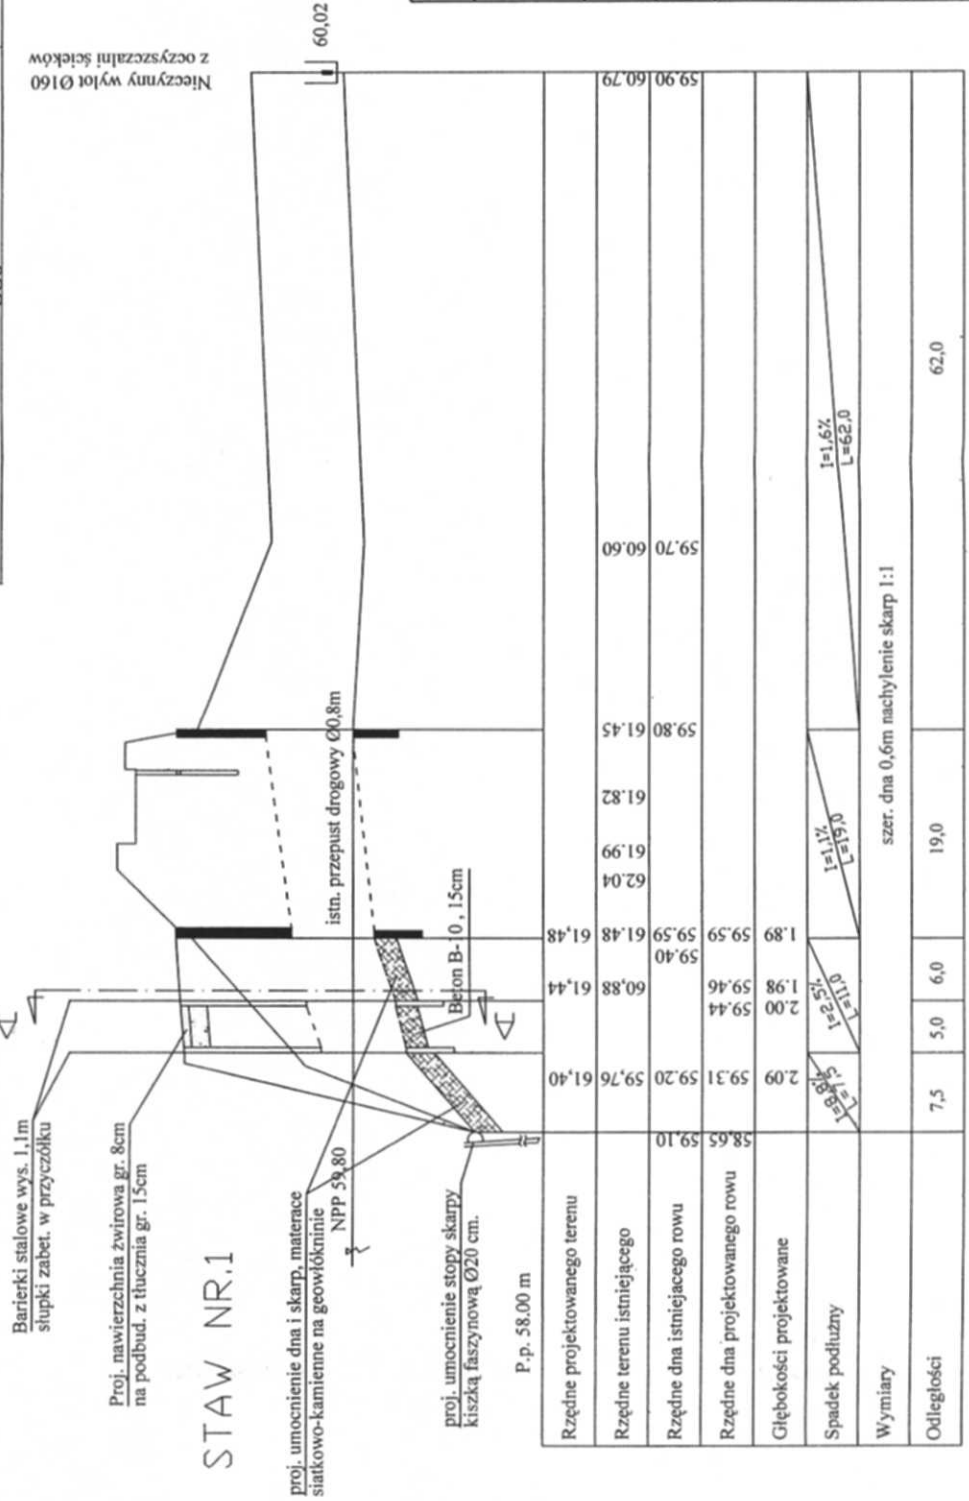 Nieczynny wylot Ø160
z oczyszczalni ścieków
60,02
Barierki stalowe wys. 1,1m
słupki zabet. w przyczółku
Proj. nawierzchnia żwirowa gr. 8cm
na podbud. z tłucznia gr. 15cm
STAW NR.1
proj. umocnienie dna i skarp, materace
siatkowo-kamienne na geowłókninie
NPP 59,80
istn. przepust drogowy Ø0,8m
Beton B-10 , 15cm
proj. umocnienie stopy skarpy
kiszką faszynową Ø20 cm.
P.p. 58.00 m
Rzędne projektowanego terenu 61,40 61,44 61,48
Rzędne terenu istniejącego 59,76 60,88 61.48 62.04 61.99 61.82 61.45 60.60 60.79
Rzędne dna istniejacego rowu 59,10 59.20 59.40 59.59 59.80 59.70 59.90
Rzędne dna projektowanego rowu 58,65 59.31 59.44 59.46 59.59
Głębokości projektowane 2.09 2.00 1.98 1.89
Spadek podłużny I=8.8% L=7,5 I=2.5% L=11,0 I=1,1% L=19,0 I=1,6% L=62,0
Wymiary szer. dna 0,6m nachylenie skarp 1:1
Odległości 7,5 5,0 6,0 19,0 62,0